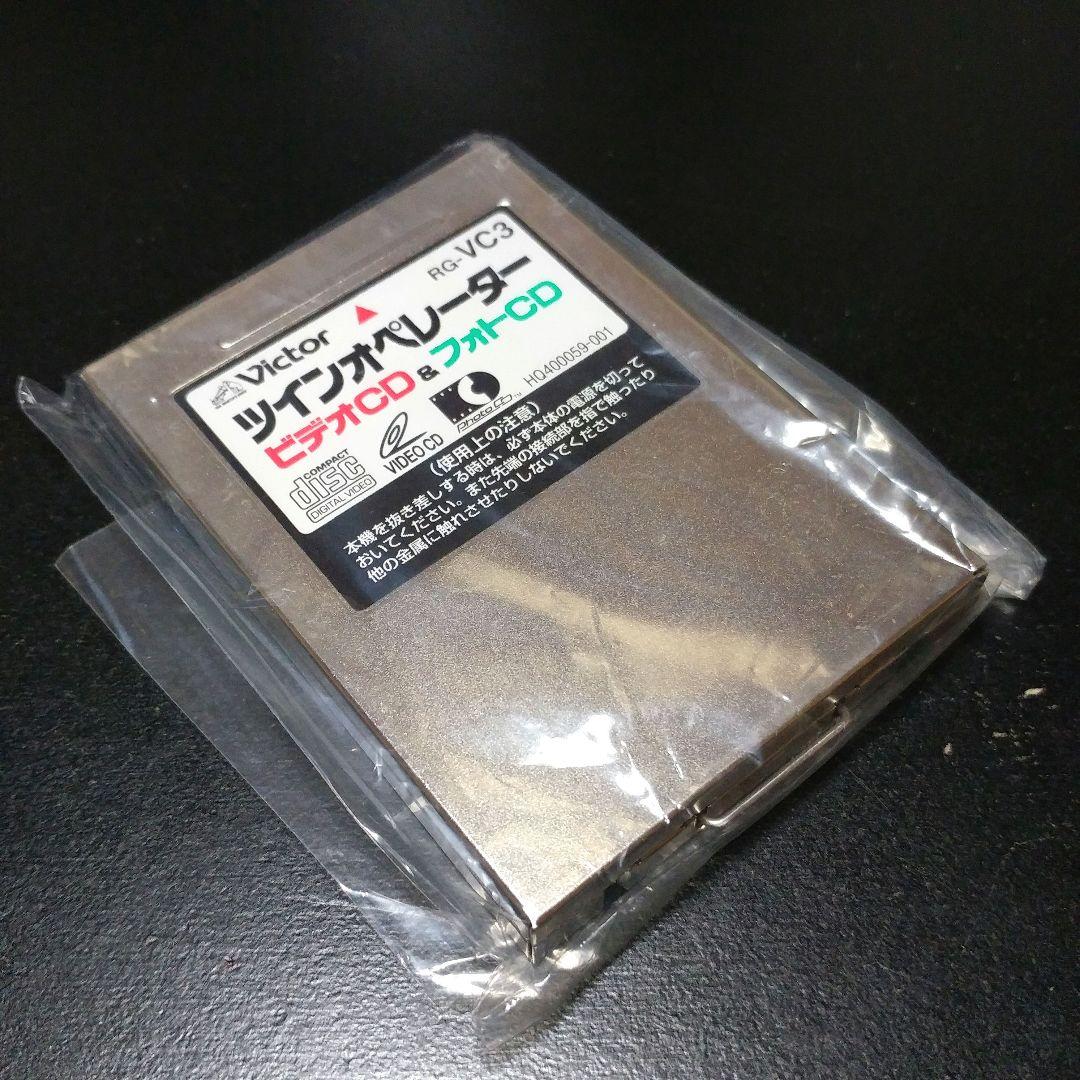 Victor
RG-VC3
ツインオペレーター
ビデオCD & フォトCD
COMPACT
disc
DIGITAL VIDEO
VIDEO CD
photo CD™
HQ400059-001
(使用上の注意)
本機を抜き差しする時は、必ず本体の電源を切って
おいてください。また先端の接続部を指で触ったり
他の金属に触れさせたりしないでください。